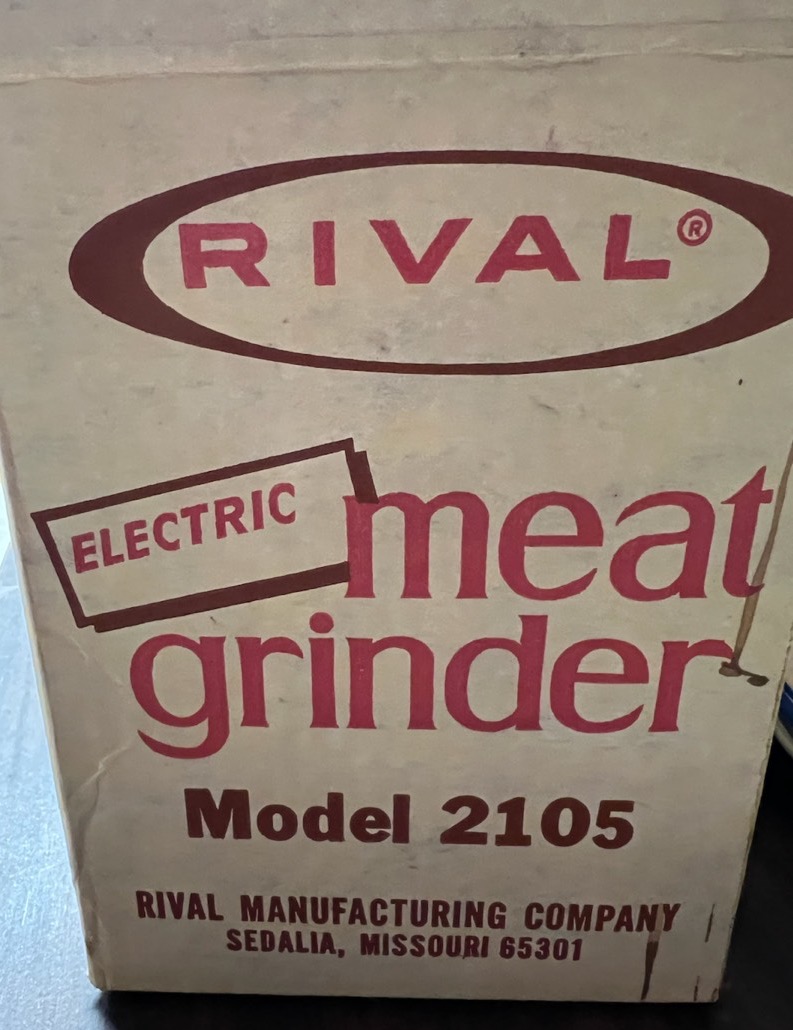 RIVAL®
ELECTRIC meat
grinder
Model 2105
RIVAL MANUFACTURING COMPANY
SEDALIA, MISSOURI 65301